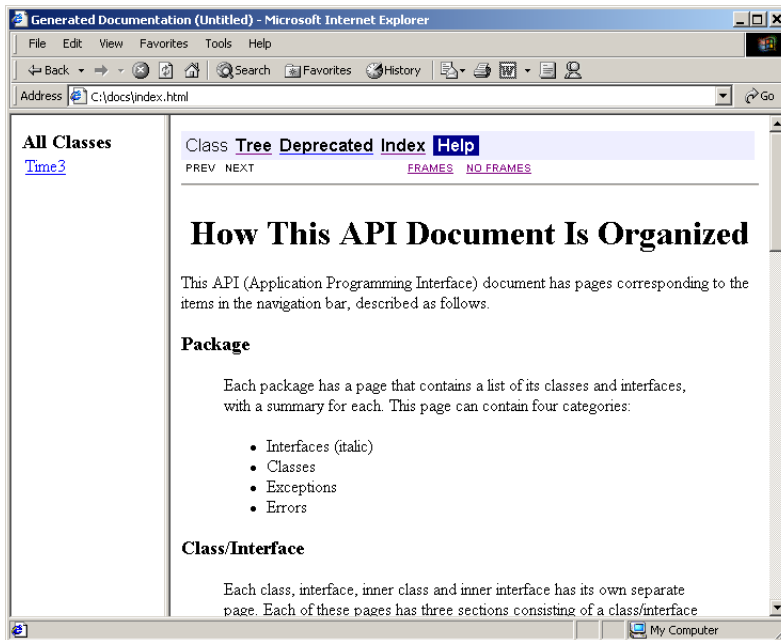 Generated Documentation (Untitled) - Microsoft Internet Explorer
File Edit View Favorites Tools Help
Back Search Favorites History
Address C:\docs\index.html Go
All Classes
Time3
Class Tree Deprecated Index Help
PREV NEXT FRAMES NO FRAMES
How This API Document Is Organized
This API (Application Programming Interface) document has pages corresponding to the
items in the navigation bar, described as follows.
Package
Each package has a page that contains a list of its classes and interfaces,
with a summary for each. This page can contain four categories:
• Interfaces (italic)
• Classes
• Exceptions
• Errors
Class/Interface
Each class, interface, inner class and inner interface has its own separate
page. Each of these pages has three sections consisting of a class/interface
My Computer